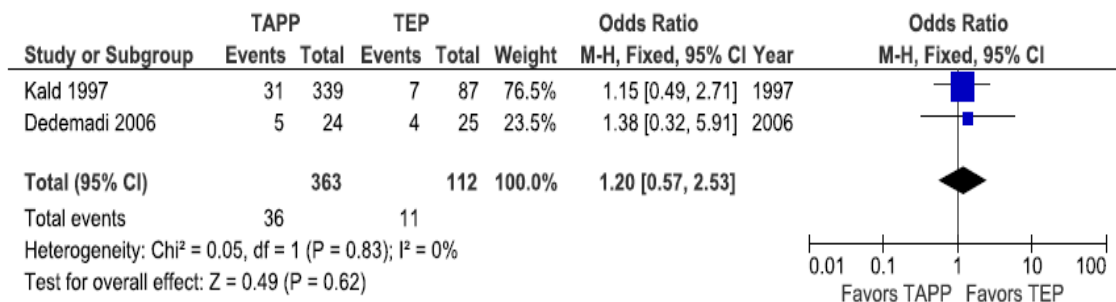 TAPP TEP Odds Ratio Odds Ratio
Study or Subgroup Events Total Events Total Weight M-H, Fixed, 95% CI Year M-H, Fixed, 95% CI
Kald 1997 31 339 7 87 76.5% 1.15 [0.49, 2.71] 1997
Dedemadi 2006 5 24 4 25 23.5% 1.38 [0.32, 5.91] 2006
Total (95% CI) 363 112 100.0% 1.20 [0.57, 2.53]
Total events 36 11
Heterogeneity: Chi² = 0.05, df = 1 (P = 0.83); I² = 0%
Test for overall effect: Z = 0.49 (P = 0.62)
0.01 0.1 1 10 100
Favors TAPP Favors TEP